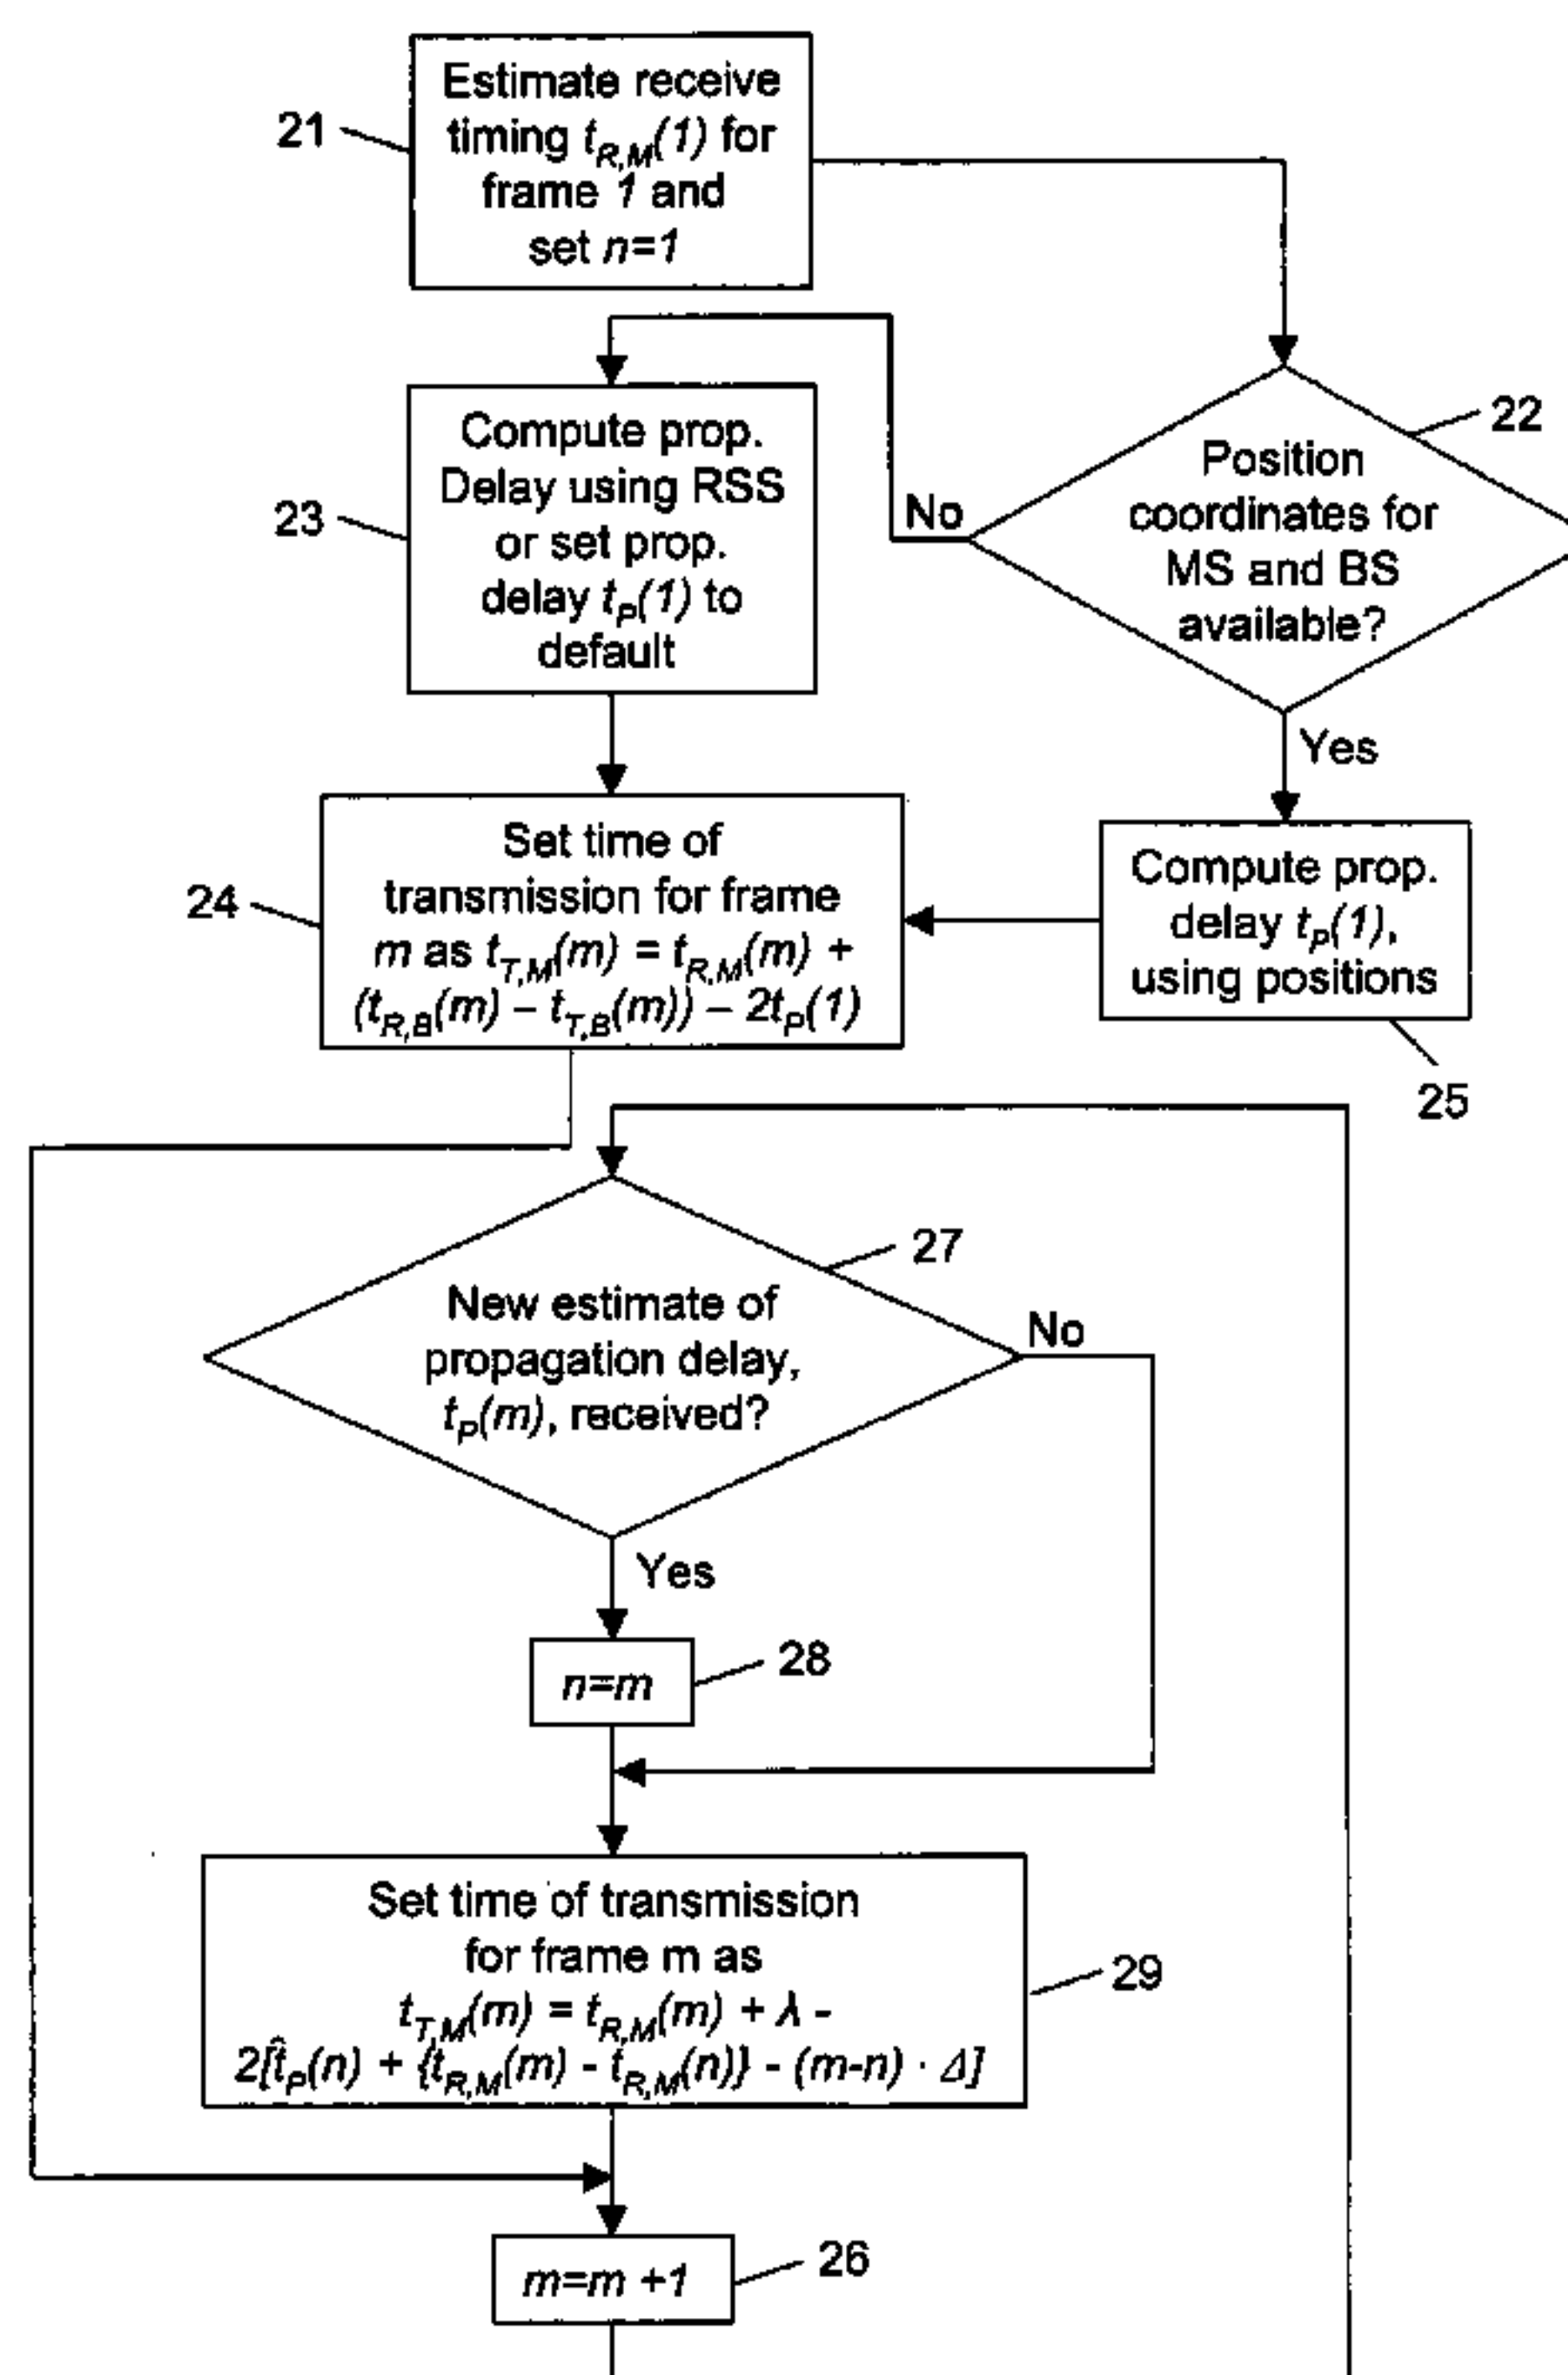 21
Estimate receive
timing t_{R,M}(1) for
frame 1 and
set n=1
22
Position
coordinates for
MS and BS
available?
No
Yes
23
Compute prop.
Delay using RSS
or set prop.
delay t_P(1) to
default
24
Set time of
transmission for frame
m as t_{T,M}(m) = t_{R,M}(m) +
(t_{R,B}(m) – t_{T,B}(m)) – 2t_P(1)
Compute prop.
delay t_P(1),
using positions
25
27
New estimate of
propagation delay,
t_P(m), received?
No
Yes
n=m
28
Set time of transmission
for frame m as
t_{T,M}(m) = t_{R,M}(m) + λ -
2[t̂_P(n) + {t_{R,M}(m) - t_{R,M}(n)} - (m-n) · Δ]
29
m=m +1
26